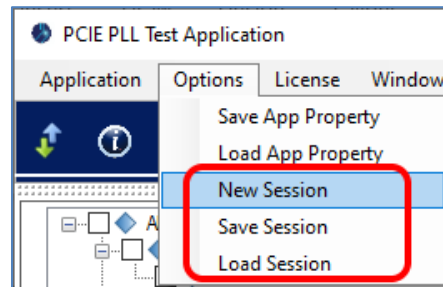 PCIE PLL Test Application
Application Options License Window
Save App Property
Load App Property
New Session
Save Session
Load Session
A